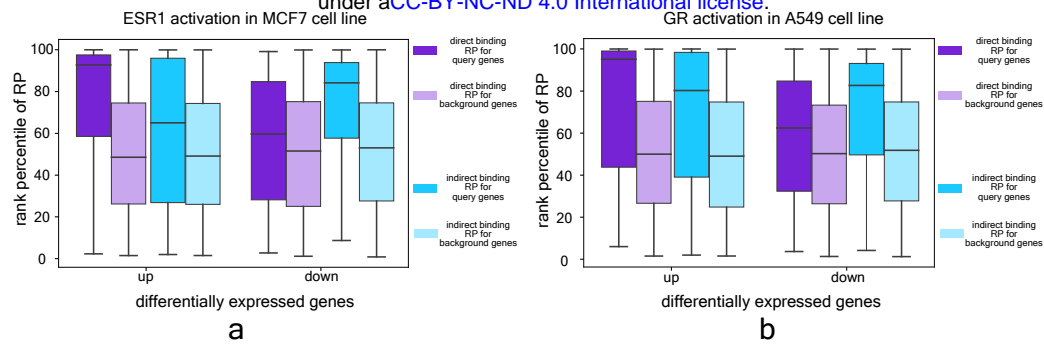 under aCC-BY-NC-ND 4.0 International license.
ESR1 activation in MCF7 cell line
rank percentile of RP
100
80
60
40
20
0
up
down
differentially expressed genes
direct binding
RP for
query genes
direct binding
RP for
background genes
indirect binding
RP for
query genes
indirect binding
RP for
background genes
a
GR activation in A549 cell line
rank percentile of RP
100
80
60
40
20
0
up
down
differentially expressed genes
direct binding
RP for
query genes
direct binding
RP for
background genes
indirect binding
RP for
query genes
indirect binding
RP for
background genes
b